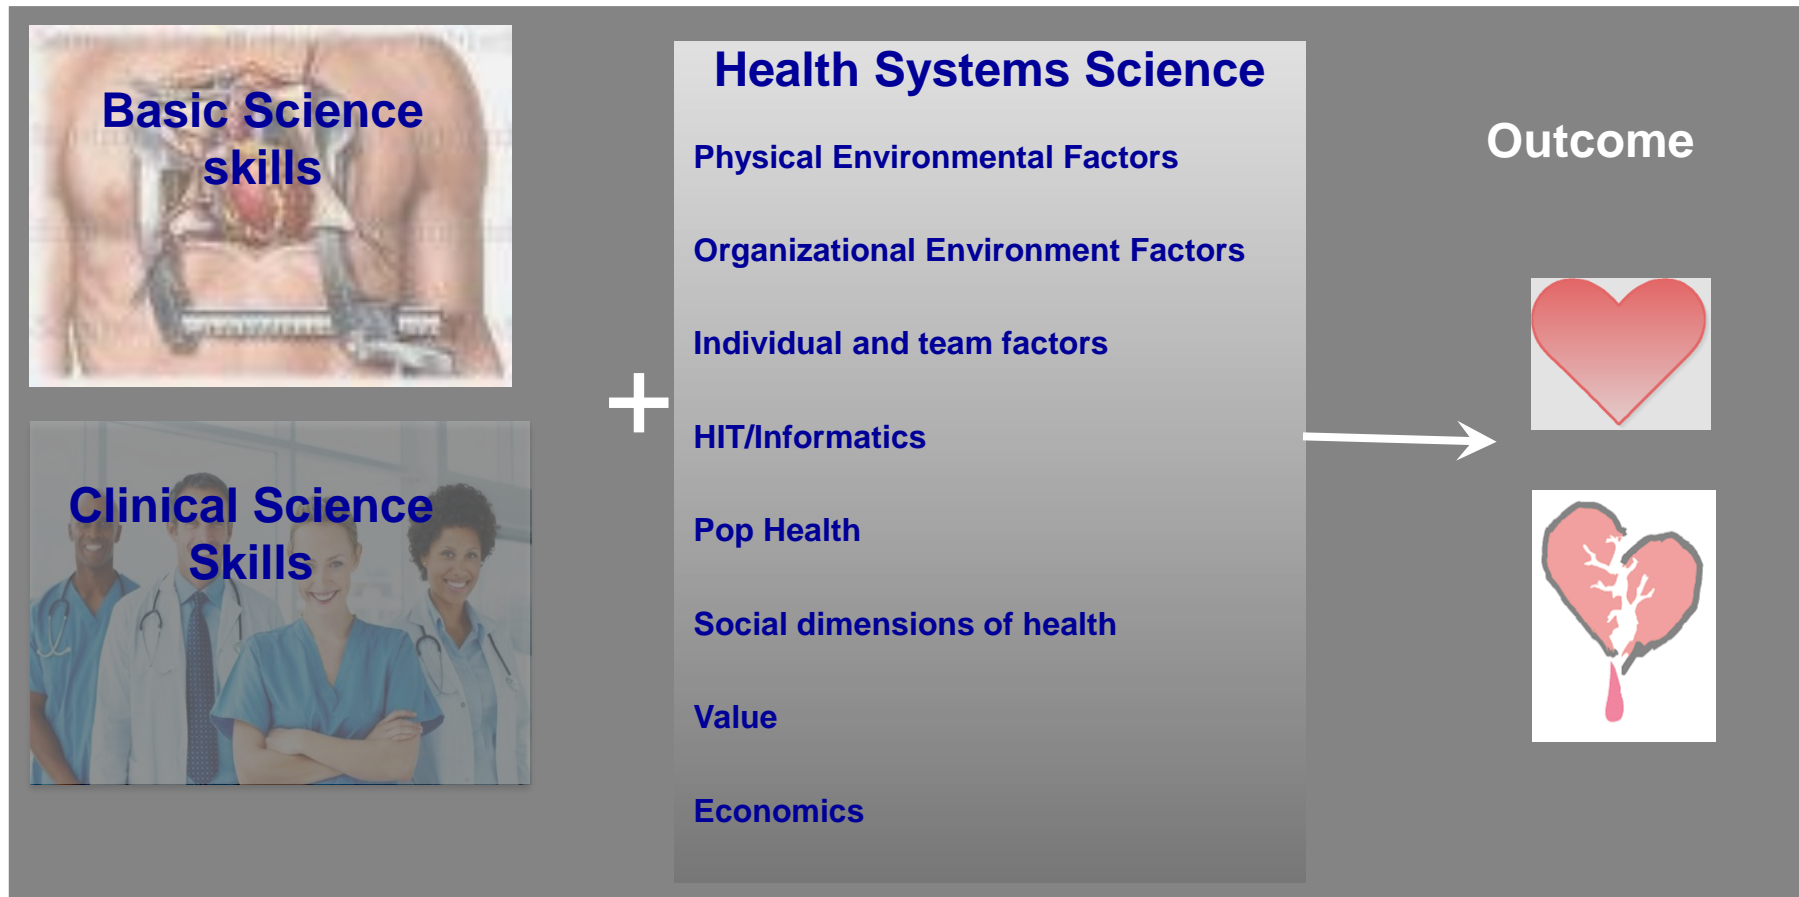 Basic Science
skills
Clinical Science
Skills
+
Health Systems Science
Physical Environmental Factors
Organizational Environment Factors
Individual and team factors
HIT/Informatics
Pop Health
Social dimensions of health
Value
Economics
Outcome